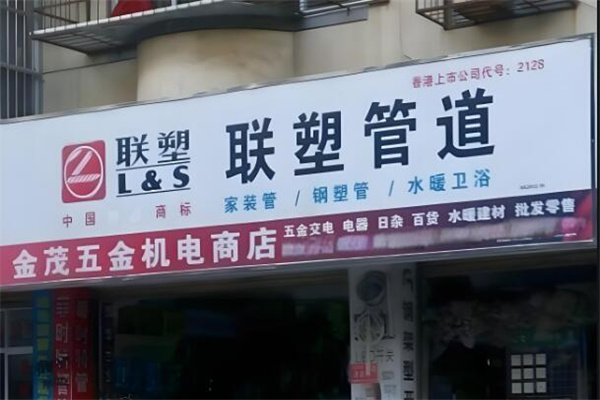 香港上市公司代号：2128
联塑
L&S
中国 商标
联塑管道
家装管 / 钢塑管 / 水暖卫浴
金茂五金机电商店
五金交电 电器 日杂 百货 水暖建材 批发零售